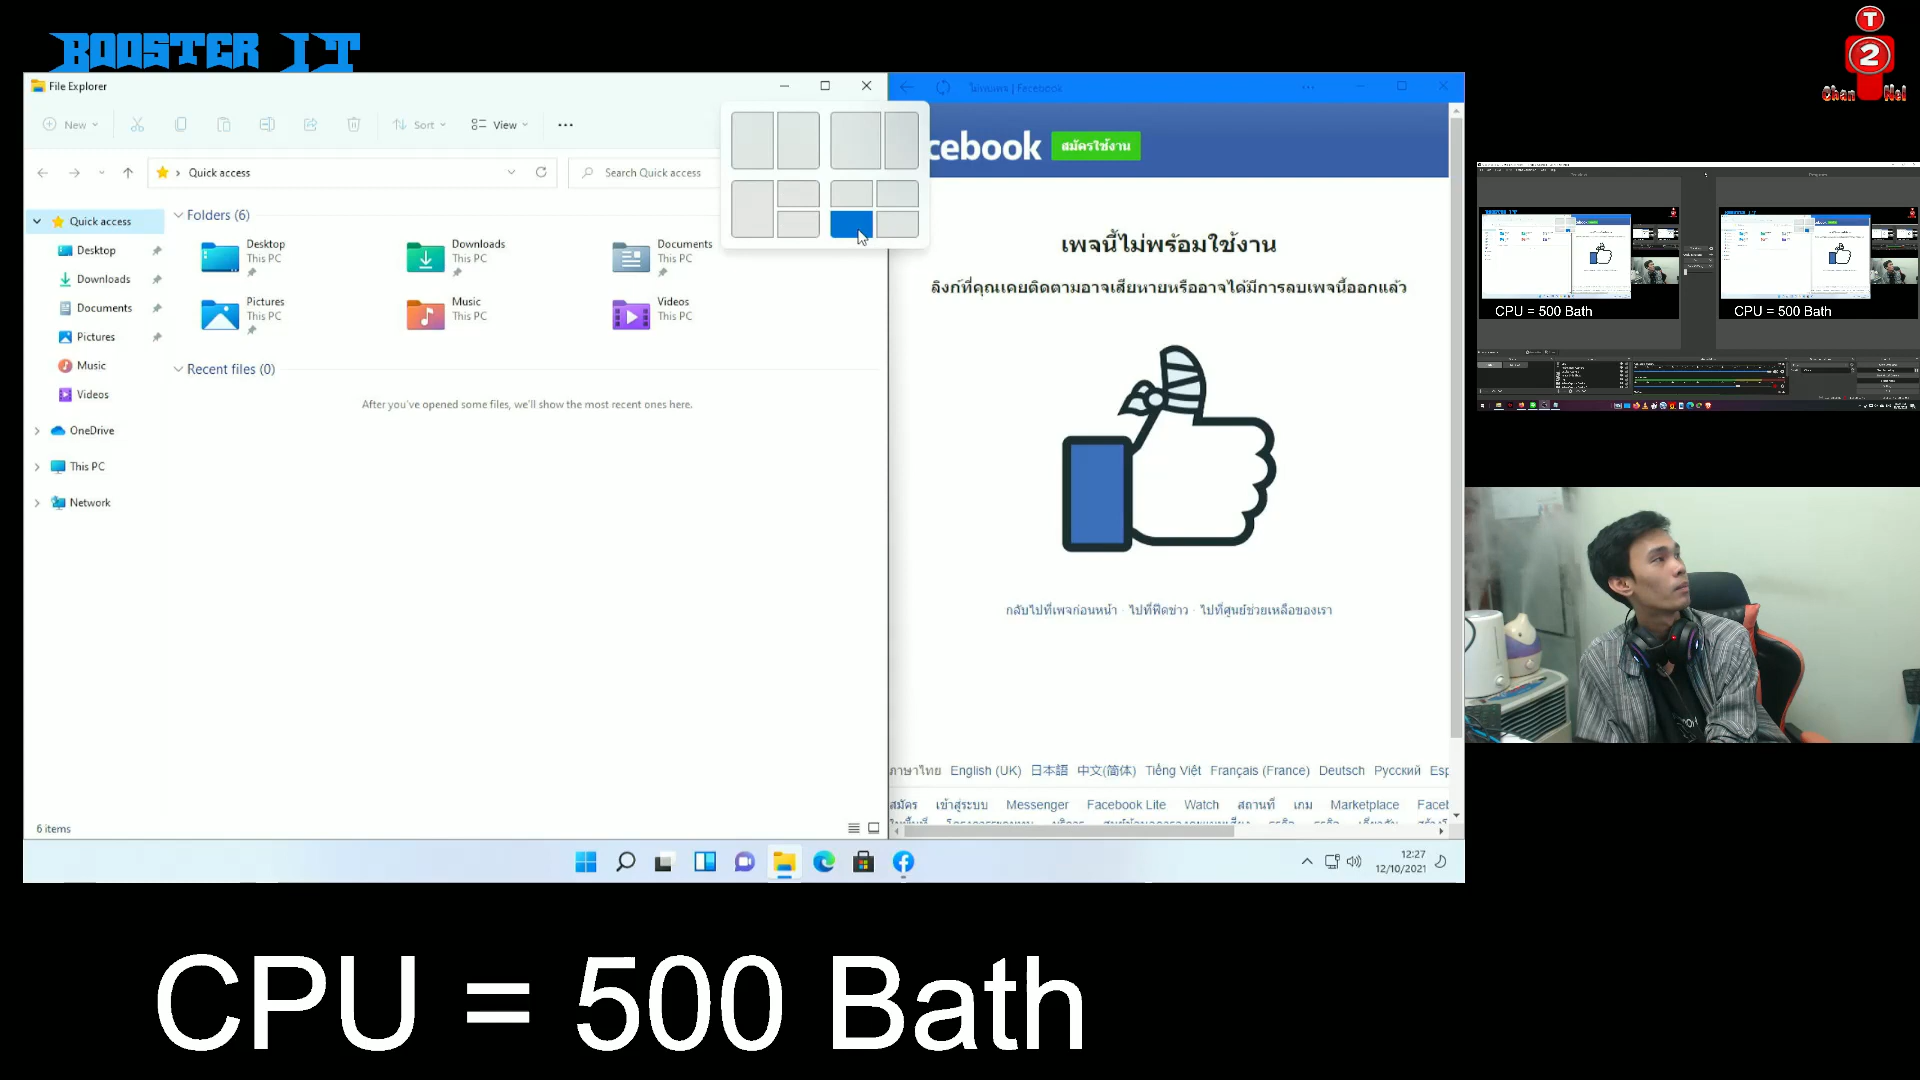 BOOSTER IT
T
2
Chan Nel
File Explorer
ไม่พบเพจ | Facebook
New
Sort
View
cebook
สมัครใช้งาน
Quick access
Search Quick access
Quick access
Desktop
Downloads
Documents
Pictures
Music
Videos
OneDrive
This PC
Network
Folders (6)
Desktop
This PC
Downloads
This PC
Documents
This PC
Pictures
This PC
Music
This PC
Videos
This PC
Recent files (0)
After you've opened some files, we'll show the most recent ones here.
6 items
เพจนี้ไม่พร้อมใช้งาน
ลิงก์ที่คุณเคยติดตามอาจเสียหายหรืออาจได้มีการลบเพจนี้ออกแล้ว
กลับไปที่เพจก่อนหน้า · ไปที่ฟีดข่าว · ไปที่ศูนย์ช่วยเหลือของเรา
ภาษาไทย English (UK) 日本語 中文(简体) Tiếng Việt Français (France) Deutsch Русский Esp
สมัคร เข้าสู่ระบบ Messenger Facebook Lite Watch สถานที่ เกม Marketplace Faceb
12:27
12/10/2021
CPU = 500 Bath
CPU = 500 Bath
CPU = 500 Bath